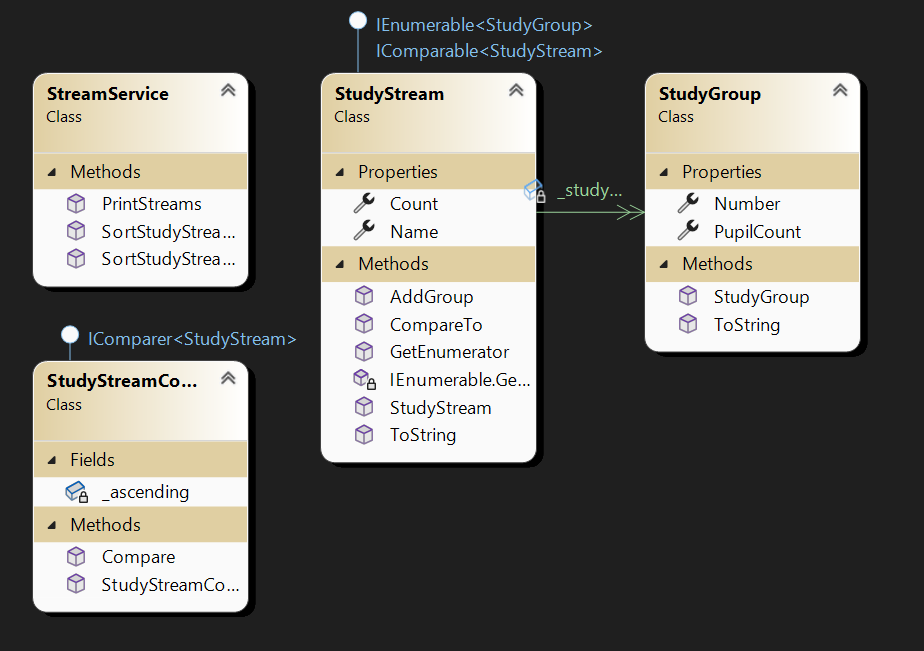 IEnumerable<StudyGroup>
IComparable<StudyStream>
StreamService
Class
Methods
PrintStreams
SortStudyStrea...
SortStudyStrea...
StudyStream
Class
Properties
Count
Name
Methods
AddGroup
CompareTo
GetEnumerator
IEnumerable.Ge...
StudyStream
ToString
_study...
StudyGroup
Class
Properties
Number
PupilCount
Methods
StudyGroup
ToString
IComparer<StudyStream>
StudyStreamCo...
Class
Fields
_ascending
Methods
Compare
StudyStreamCo...